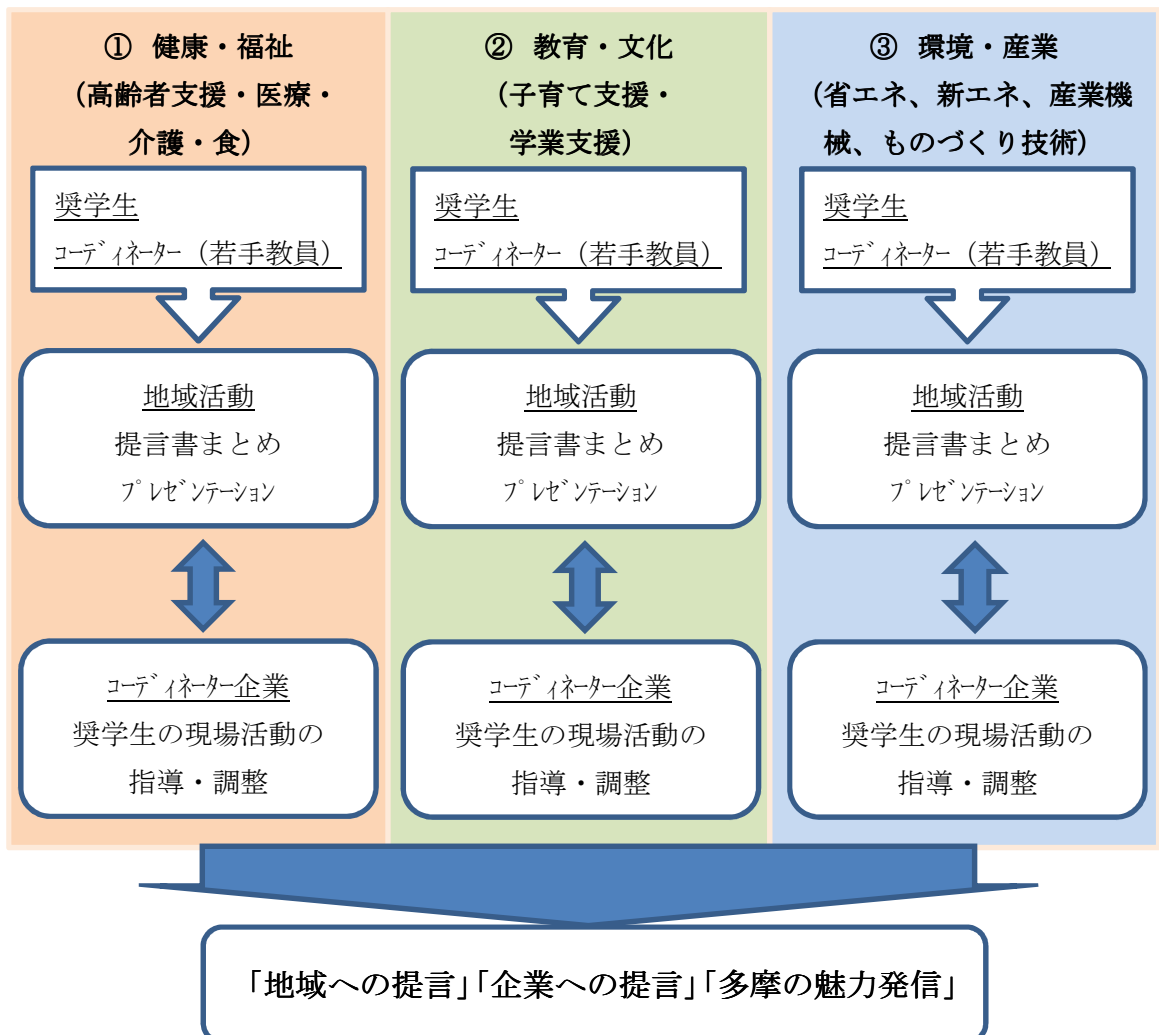 ① 健康・福祉
（高齢者支援・医療・
介護・食）
奨学生
ｺｰﾃﾞｨﾈｰﾀｰ（若手教員）
地域活動
提言書まとめ
ﾌﾟﾚｾﾞﾝﾃｰｼｮﾝ
ｺｰﾃﾞｨﾈｰﾀｰ企業
奨学生の現場活動の
指導・調整
② 教育・文化
（子育て支援・
学業支援）
奨学生
ｺｰﾃﾞｨﾈｰﾀｰ（若手教員）
地域活動
提言書まとめ
ﾌﾟﾚｾﾞﾝﾃｰｼｮﾝ
ｺｰﾃﾞｨﾈｰﾀｰ企業
奨学生の現場活動の
指導・調整
③ 環境・産業
（省エネ、新エネ、産業機
械、ものづくり技術）
奨学生
ｺｰﾃﾞｨﾈｰﾀｰ（若手教員）
地域活動
提言書まとめ
ﾌﾟﾚｾﾞﾝﾃｰｼｮﾝ
ｺｰﾃﾞｨﾈｰﾀｰ企業
奨学生の現場活動の
指導・調整
「地域への提言」「企業への提言」「多摩の魅力発信」